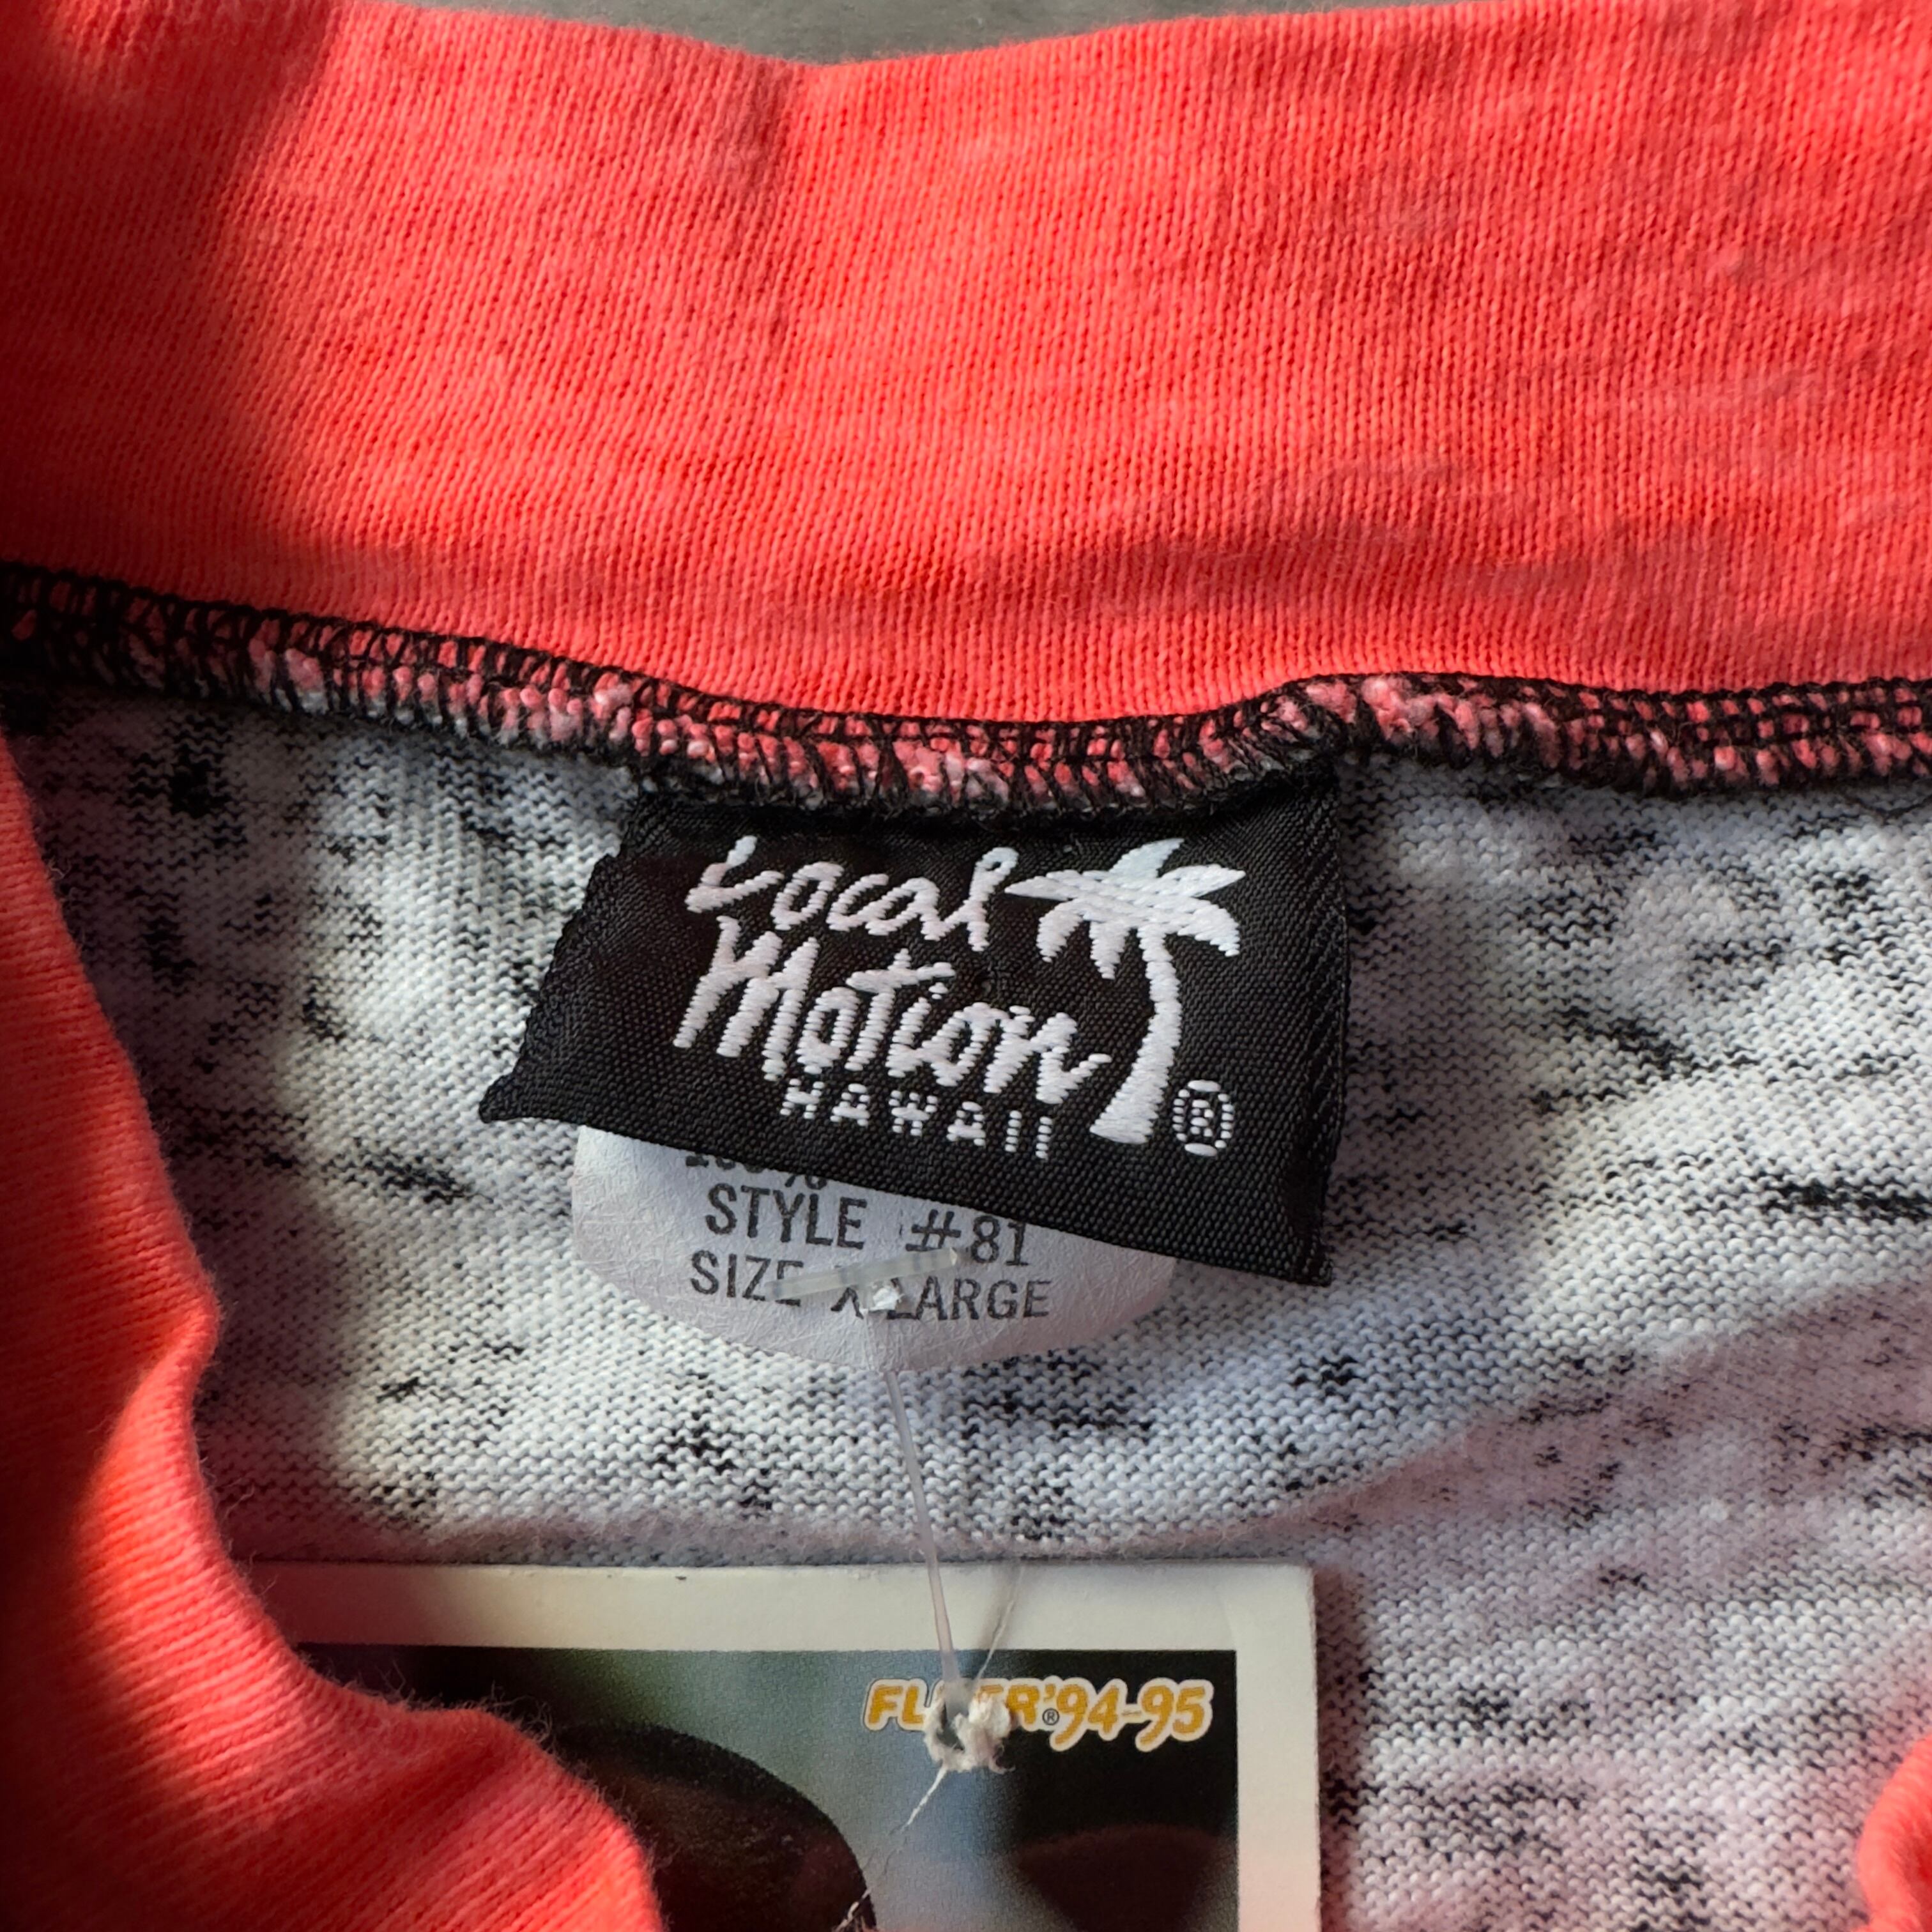 Local
Motion
HAWAII ®
STYLE #81
SIZE X-LARGE
FLEER®'94-95